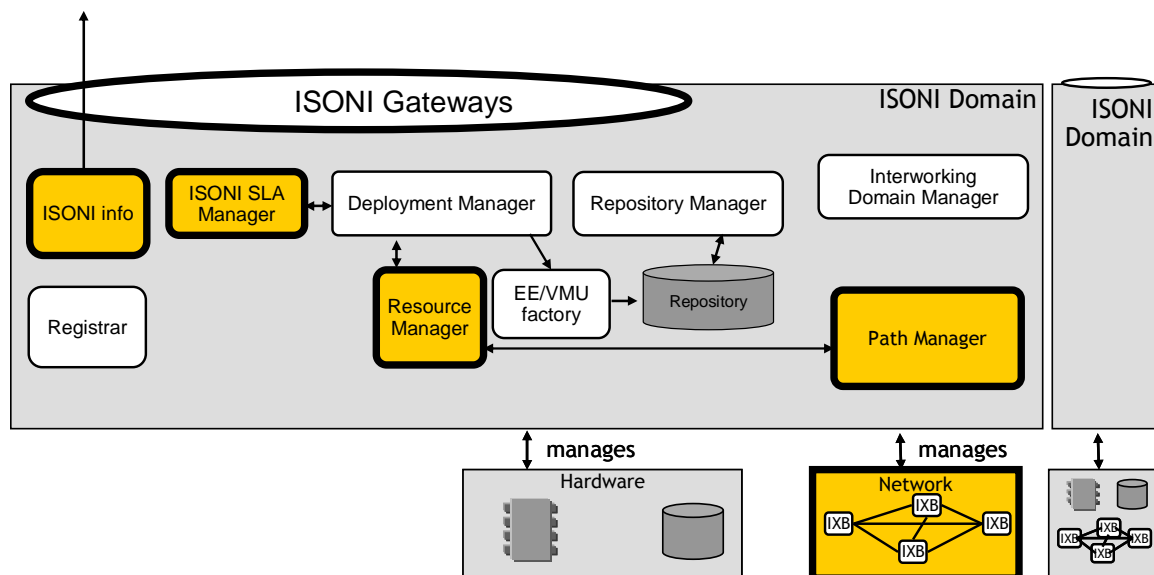 ISONI Gateways
ISONI Domain
ISONI
Domain
ISONI info
ISONI SLA
Manager
Deployment Manager
Repository Manager
Interworking
Domain Manager
Registrar
Resource
Manager
EE/VMU
factory
Repository
Path Manager
manages
manages
Hardware
Network
IXB
IXB
IXB
IXB
IXB
IXB
IXB
IXB